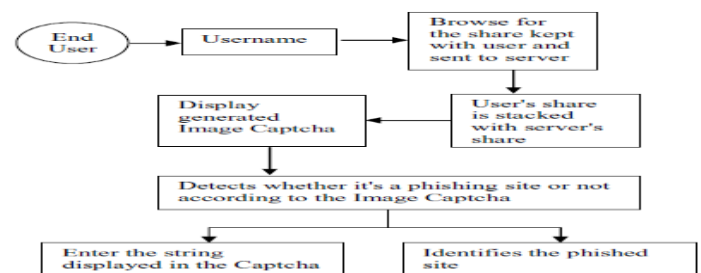 End
User
Username
Browse for
the share kept
with user and
sent to server
User's share
is stacked
with server's
share
Display
generated
Image Captcha
Detects whether it's a phishing site or not
according to the Image Captcha
Enter the string
displayed in the Captcha
Identifies the phished
site